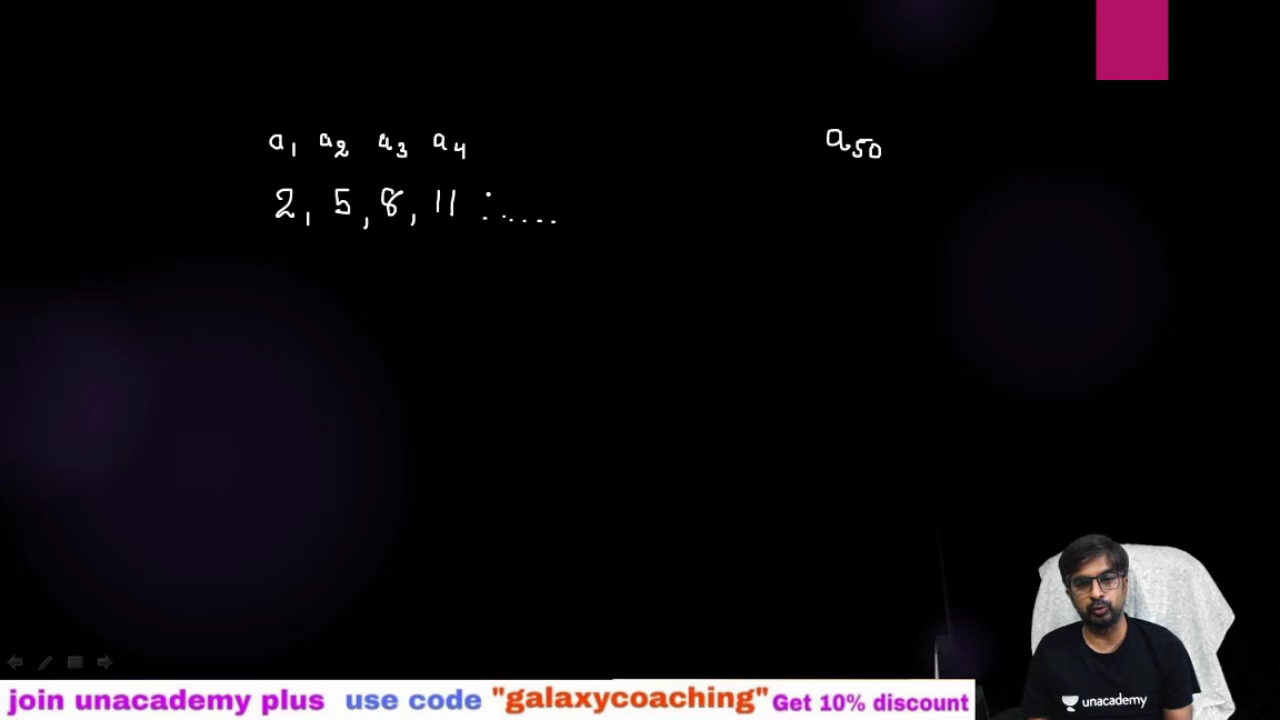 a1 a2 a3 a4 a50
2, 5, 8, 11 :.....
unacademy
join unacademy plus use code "galaxycoaching" Get 10% discount